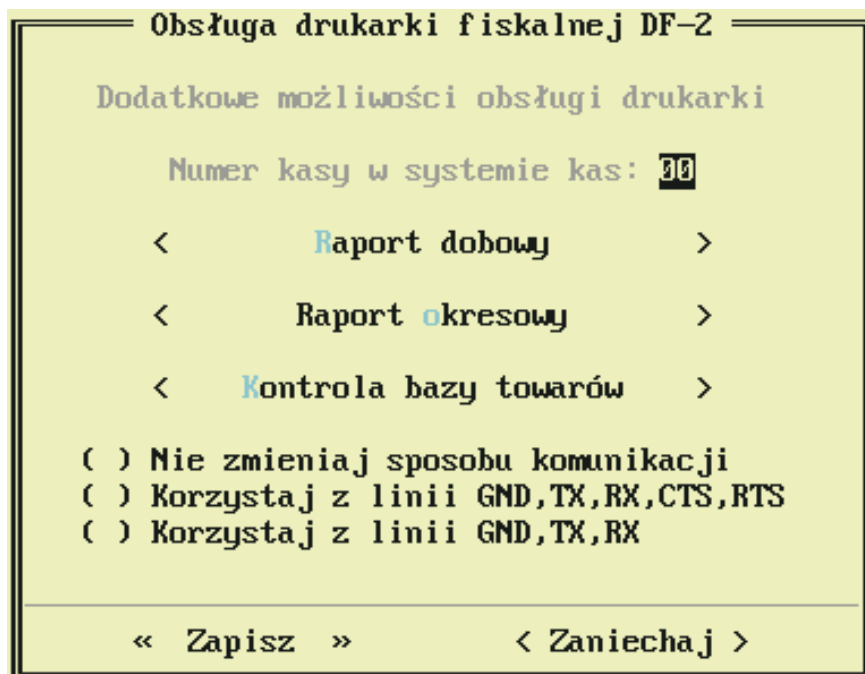 Obsługa drukarki fiskalnej DF-2
Dodatkowe możliwości obsługi drukarki
Numer kasy w systemie kas: 00
< Raport dobowy >
< Raport okresowy >
< Kontrola bazy towarów >
( ) Nie zmieniaj sposobu komunikacji
( ) Korzystaj z linii GND,TX,RX,CTS,RTS
( ) Korzystaj z linii GND,TX,RX
« Zapisz » < Zaniechaj >